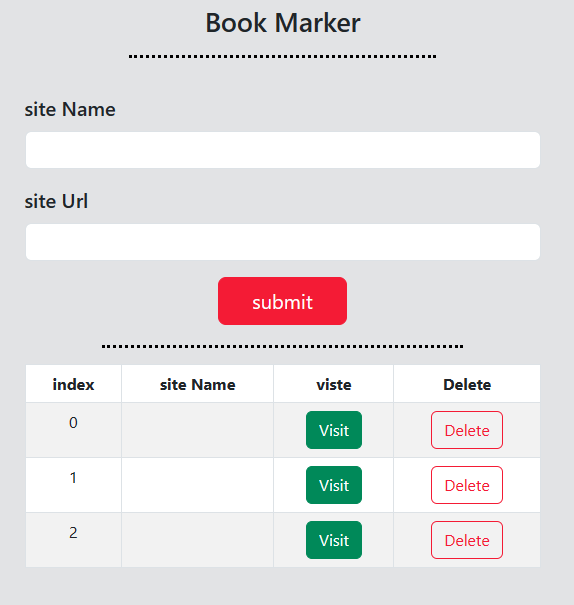 Book Marker
site Name
site Url
submit
index site Name viste Delete
0 Visit Delete
1 Visit Delete
2 Visit Delete